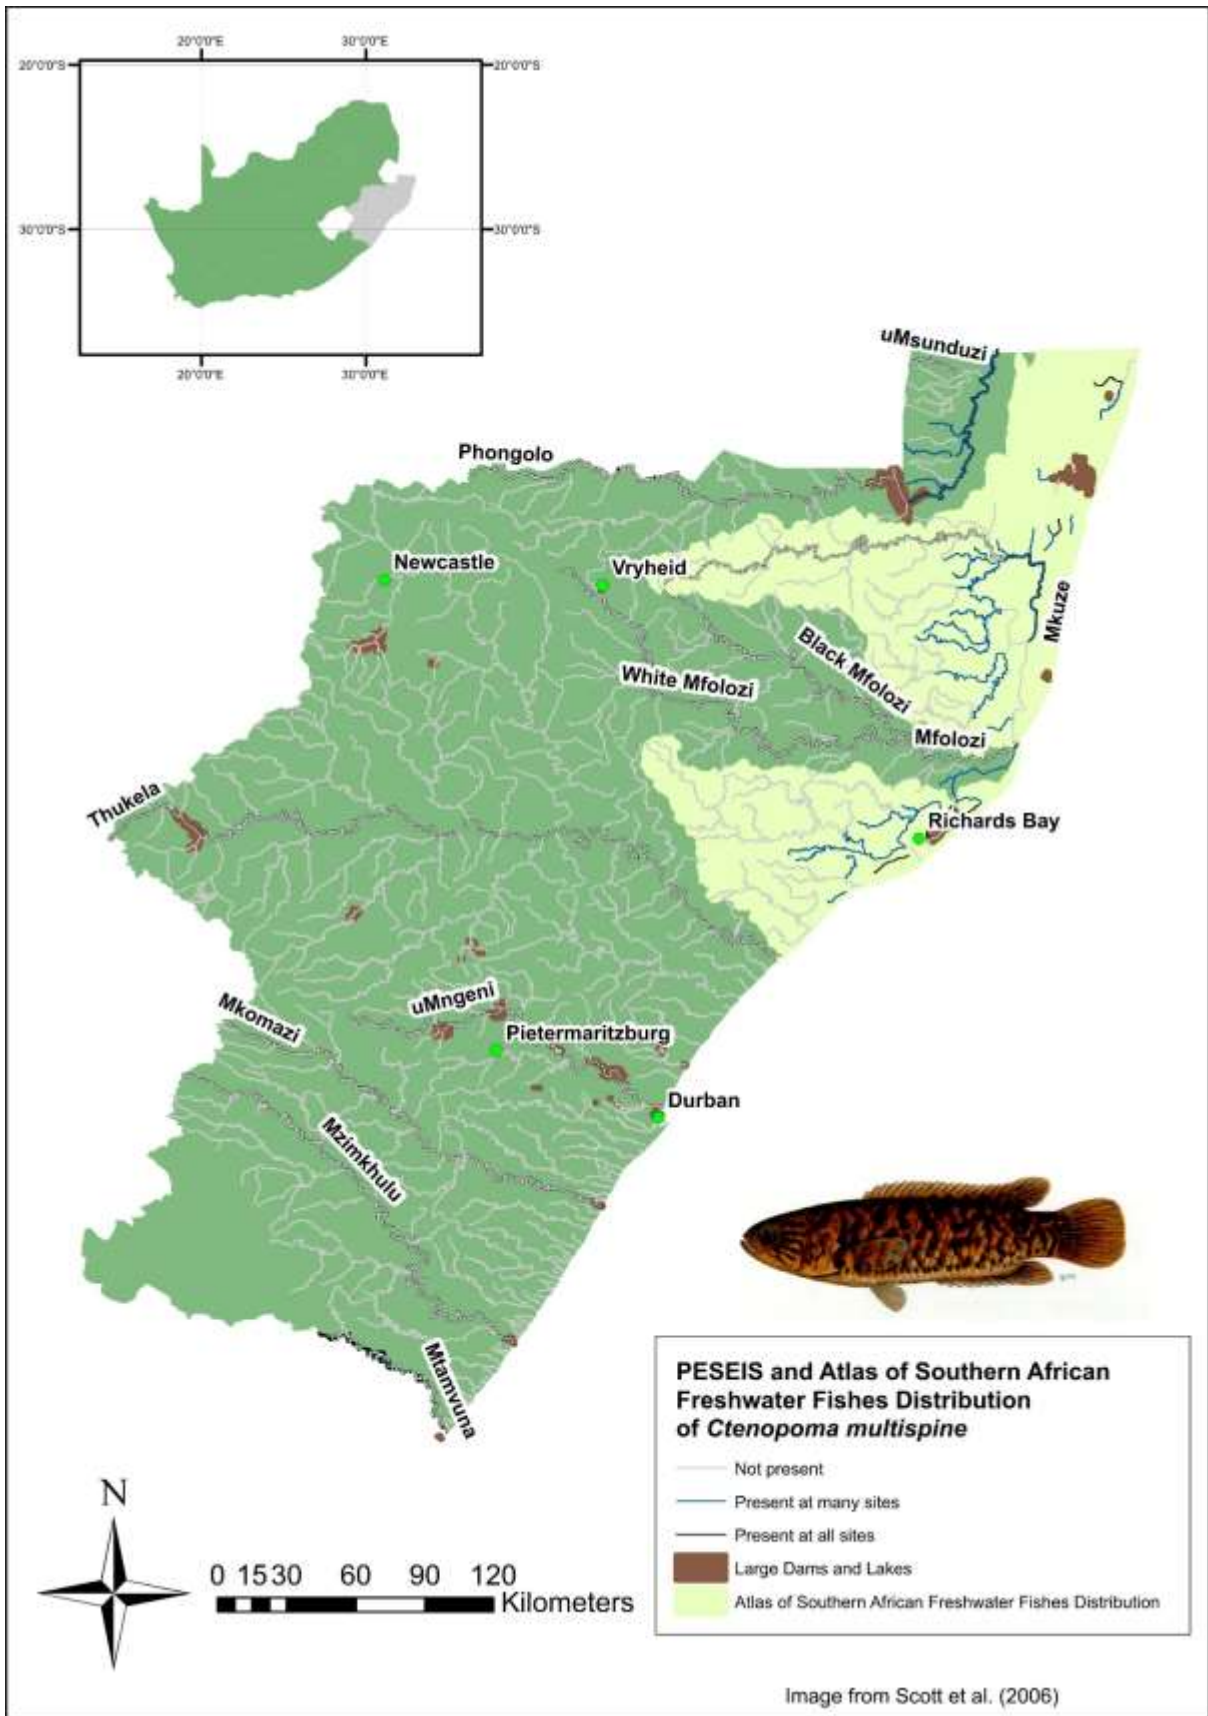 20°0'0"E 30°0'0"E
20°0'0"S 20°0'0"S
30°0'0"S 30°0'0"S
20°0'0"E 30°0'0"E
uMsunduzi
Phongolo
Newcastle
Vryheid
Mkuze
Black Mfolozi
White Mfolozi
Mfolozi
Thukela
Richards Bay
uMngeni
Mkomazi
Pietermaritzburg
Durban
Mzimkhulu
Mtamvuna
PESEIS and Atlas of Southern African
Freshwater Fishes Distribution
of Ctenopoma multispine
Not present
Present at many sites
Present at all sites
Large Dams and Lakes
Atlas of Southern African Freshwater Fishes Distribution
N
0 15 30 60 90 120
Kilometers
Image from Scott et al. (2006)